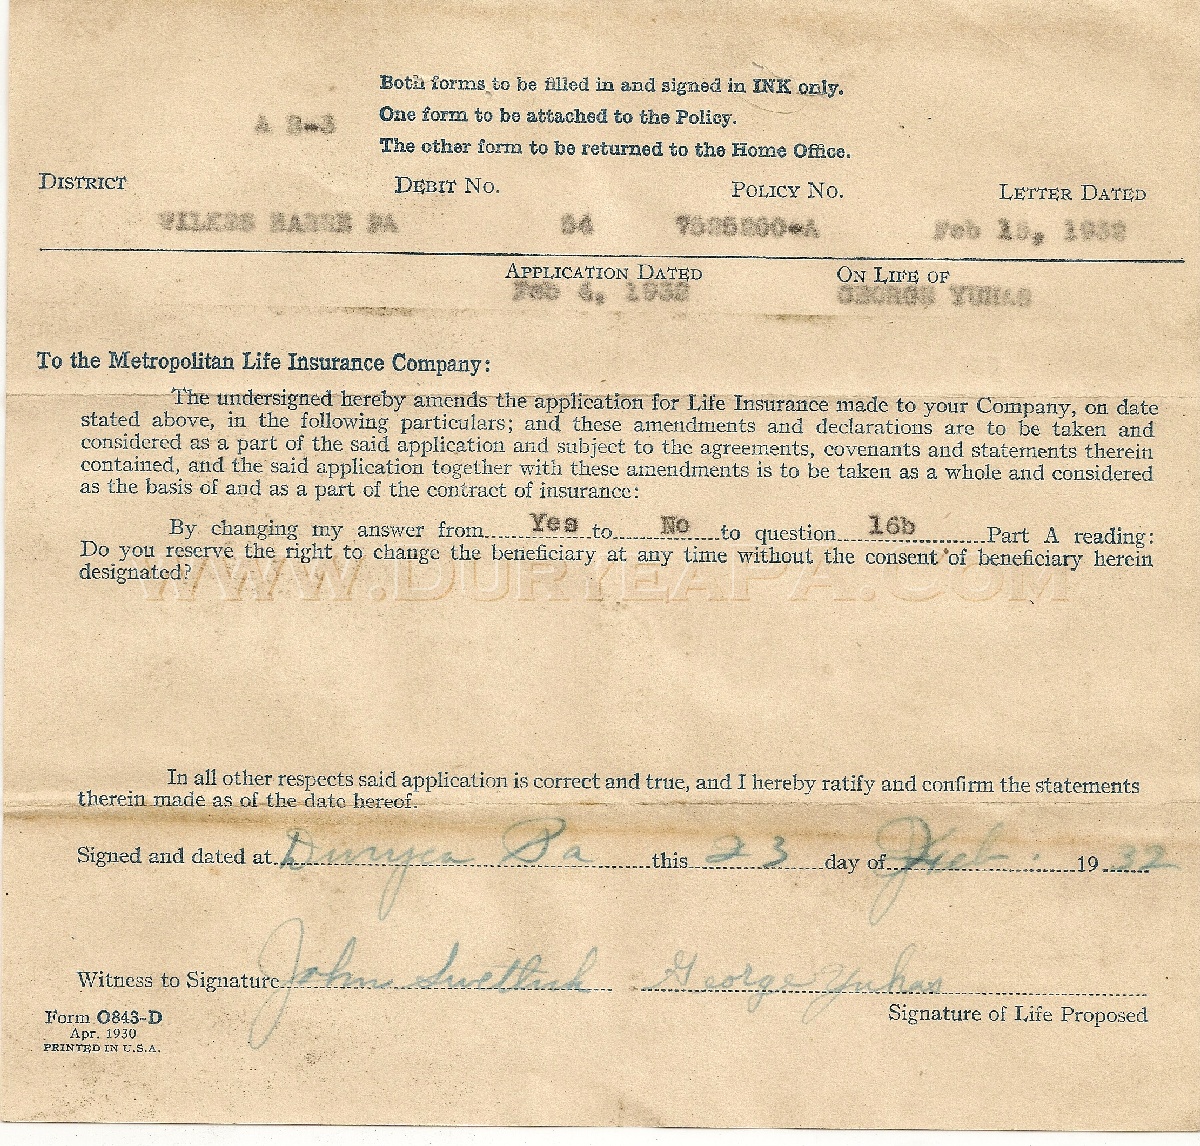 Both forms to be filled in and signed in INK only.
A R-3
One form to be attached to the Policy.
The other form to be returned to the Home Office.
DISTRICT DEBIT No. POLICY NO. LETTER DATED
WILKES BARRE PA 54 Feb 15, 1932
APPLICATION DATED ON LIFE OF
Feb 4, 1932 GEORGE YUHAS
To the Metropolitan Life Insurance Company:
The undersigned hereby amends the application for Life Insurance made to your Company, on date
stated above, in the following particulars; and these amendments and declarations are to be taken and
considered as a part of the said application and subject to the agreements, covenants and statements therein
contained, and the said application together with these amendments is to be taken as a whole and considered
as the basis of and as a part of the contract of insurance:
By changing my answer from Yes to No to question 16b Part A reading:
Do you reserve the right to change the beneficiary at any time without the consent of beneficiary herein
designated?
WWW.DURYEAPA.COM
In all other respects said application is correct and true, and I hereby ratify and confirm the statements
therein made as of the date hereof.
Signed and dated at Duryea Pa this 23 day of Feb. 1932
Witness to Signature John Swetlick George Yuhas
Signature of Life Proposed
Form O843-D
Apr. 1930
PRINTED IN U.S.A.